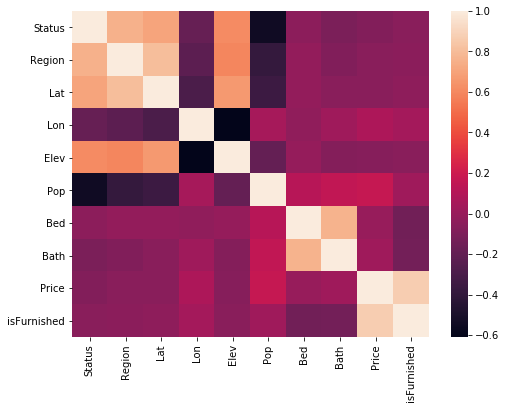 Status
Region
Lat
Lon
Elev
Pop
Bed
Bath
Price
isFurnished
Status
Region
Lat
Lon
Elev
Pop
Bed
Bath
Price
isFurnished
1.0
0.8
0.6
0.4
0.2
0.0
−0.2
−0.4
−0.6